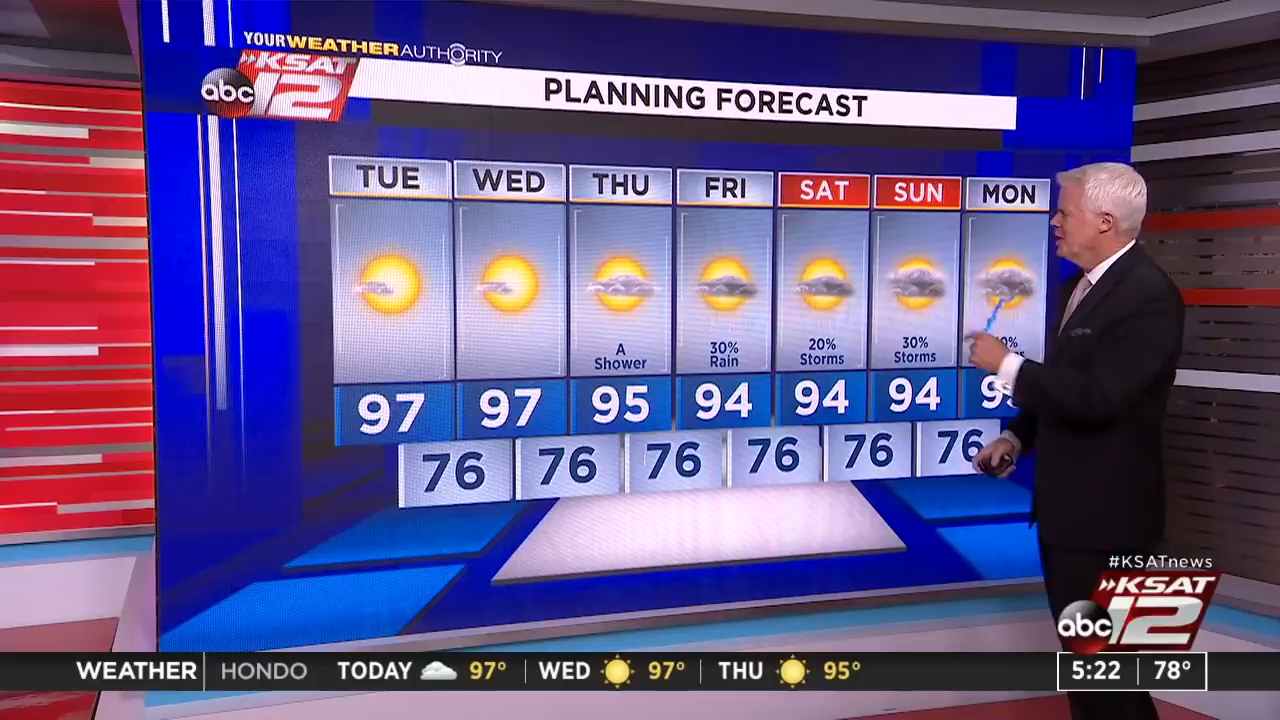 YOUR WEATHER AUTHORITY
KSAT
abc 12
PLANNING FORECAST
TUE WED THU FRI SAT SUN MON
A Shower
30% Rain
20% Storms
30% Storms
97 97 95 94 94 94
76 76 76 76 76 76
#KSATnews
KSAT
abc 12
WEATHER HONDO TODAY 97° WED 97° THU 95°
5:22 78°